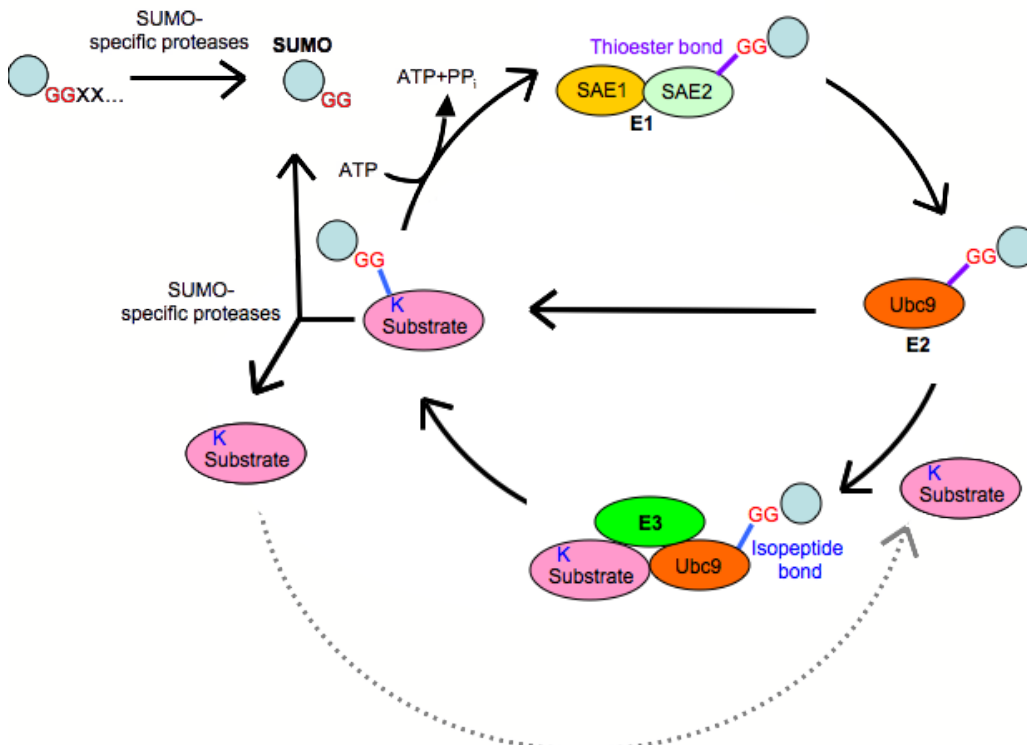 SUMO-
specific proteases
GGXX...
SUMO
GG
ATP+PPi
ATP
Thioester bond
GG
SAE1
SAE2
E1
GG
Ubc9
E2
GG
K
Substrate
SUMO-
specific proteases
K
Substrate
K
Substrate
E3
GG
K
Substrate
Ubc9
Isopeptide
bond